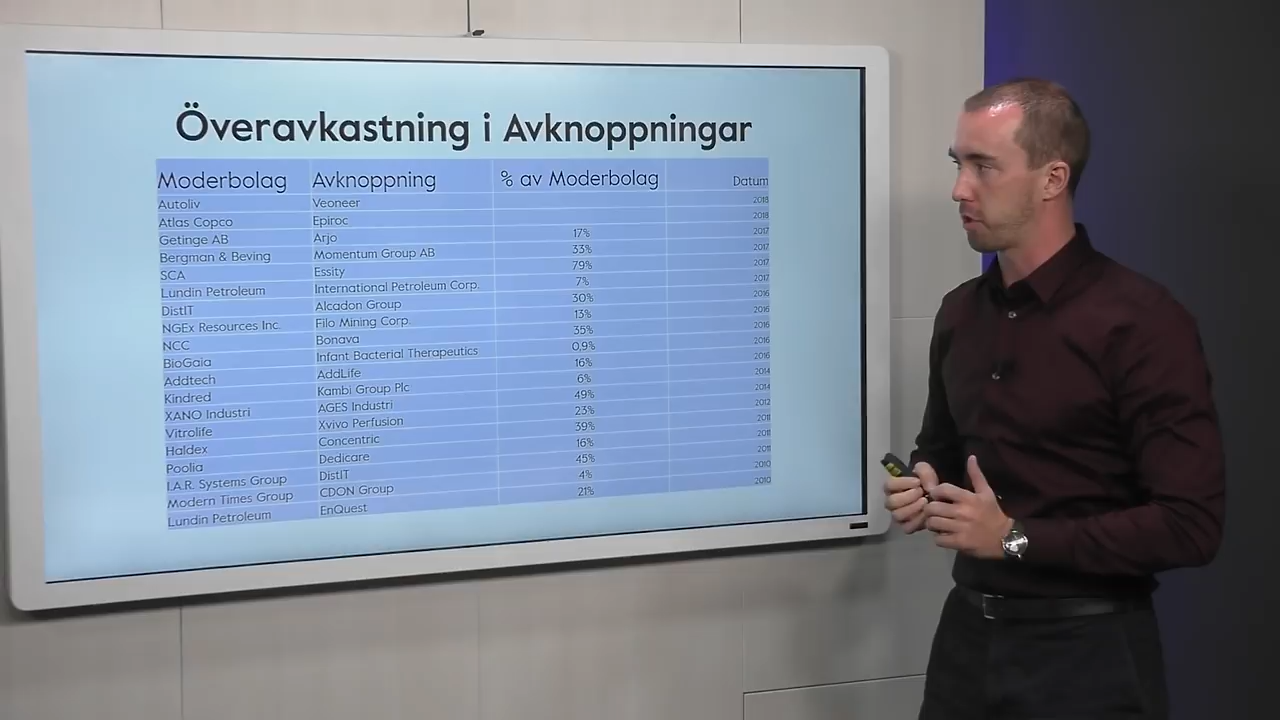 Överavkastning i Avknoppningar
Moderbolag Avknoppning % av Moderbolag Datum
Autoliv Veoneer 2018
Atlas Copco Epiroc 2018
Getinge AB Arjo 17% 2017
Bergman & Beving Momentum Group AB 33% 2017
SCA Essity 79% 2017
Lundin Petroleum International Petroleum Corp. 7% 2017
DistIT Alcadon Group 30% 2016
NGEx Resources Inc. Filo Mining Corp. 13% 2016
NCC Bonava 35% 2016
BioGaia Infant Bacterial Therapeutics 0,9% 2016
Addtech AddLife 16% 2016
Kindred Kambi Group Plc 6% 2014
XANO Industri AGES Industri 49% 2014
Vitrolife Xvivo Perfusion 23% 2012
Haldex Concentric 39% 2011
Poolia Dedicare 16% 2011
I.A.R. Systems Group DistIT 45% 2011
Modern Times Group CDON Group 4% 2010
Lundin Petroleum EnQuest 21% 2010